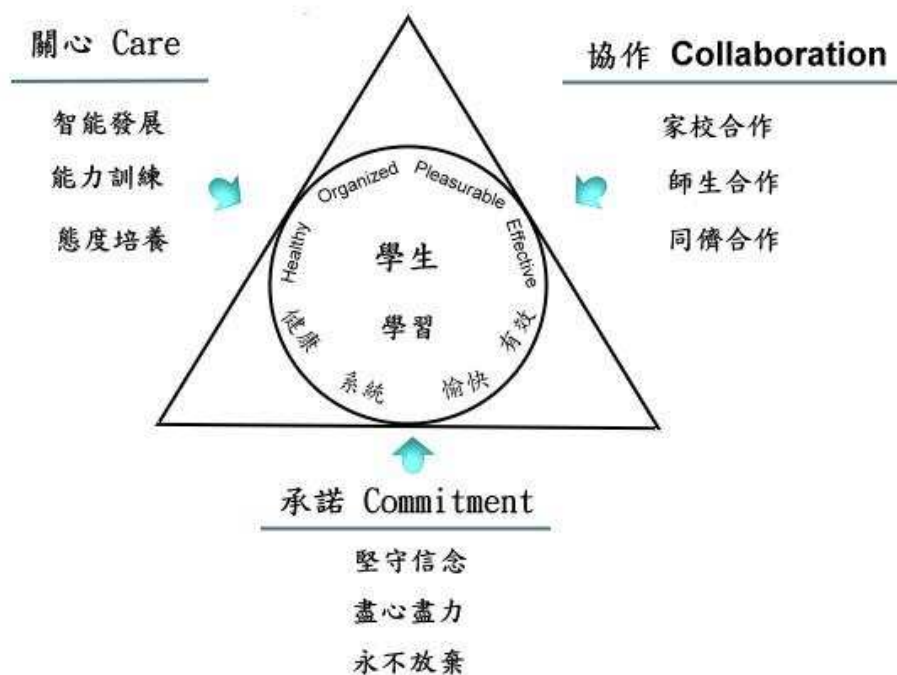 關心 Care
智能發展
能力訓練
態度培養
協作 Collaboration
家校合作
師生合作
同儕合作
Healthy Organized Pleasurable Effective
學生
學習
健康 系統 愉快 有效
承諾 Commitment
堅守信念
盡心盡力
永不放棄